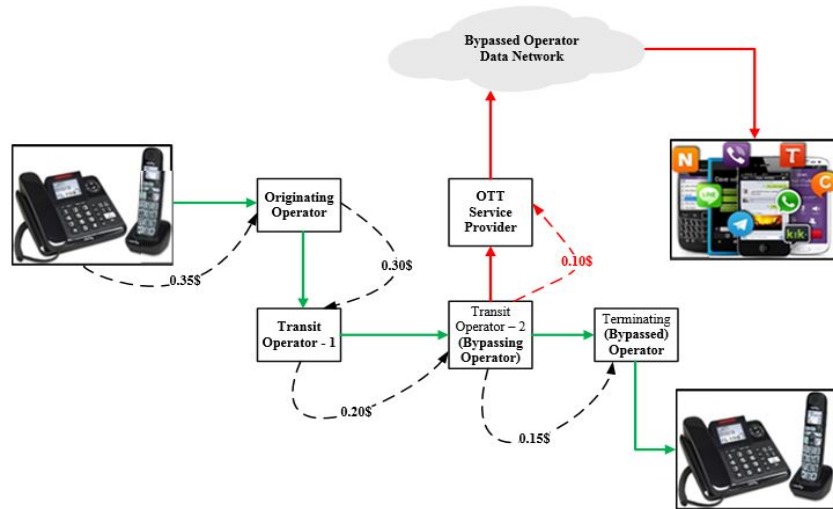 Bypassed Operator
Data Network
N
T
C
kik
Originating
Operator
OTT
Service
Provider
0.35$
0.30$
0.10$
Transit
Operator - 1
Transit
Operator – 2
(Bypassing
Operator)
Terminating
(Bypassed)
Operator
0.20$
0.15$